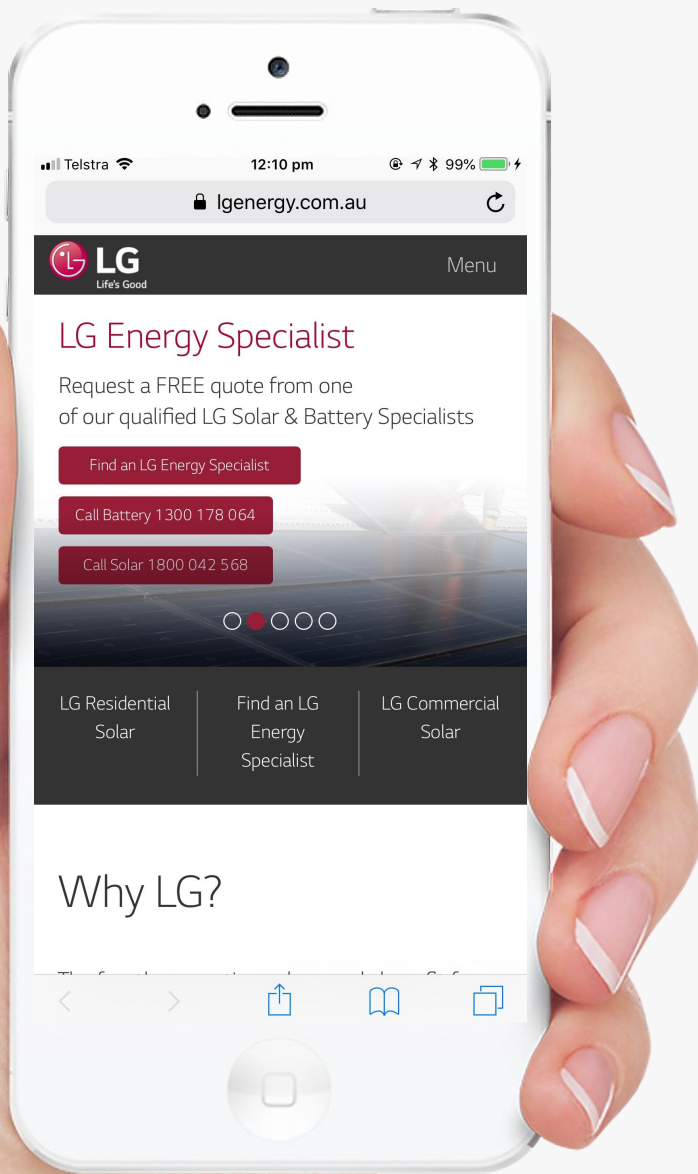 Telstra 12:10 pm 99%
lgenergy.com.au
LG
Life's Good
Menu
LG Energy Specialist
Request a FREE quote from one
of our qualified LG Solar & Battery Specialists
Find an LG Energy Specialist
Call Battery 1300 178 064
Call Solar 1800 042 568
LG Residential
Solar
Find an LG
Energy
Specialist
LG Commercial
Solar
Why LG?